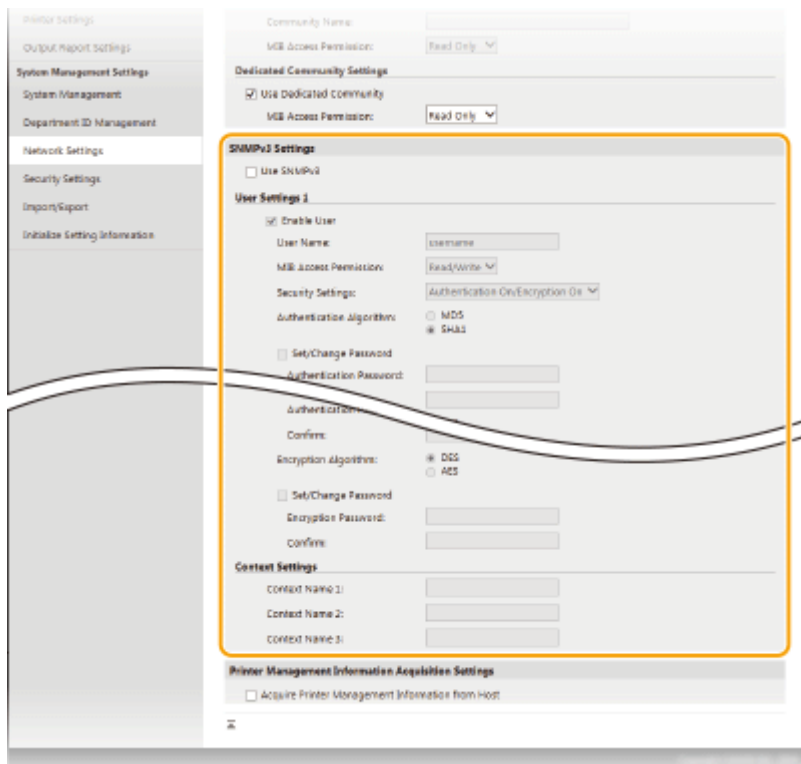 Printer Settings
Output Report Settings
System Management Settings
System Management
Department ID Management
Network Settings
Security Settings
Import/Export
Initialize Setting Information
Community Name:
MIB Access Permission: Read Only
Dedicated Community Settings
Use Dedicated Community
MIB Access Permission: Read Only
SNMPv3 Settings
Use SNMPv3
User Settings 1
Enable User
User Name: username
MIB Access Permission: Read/Write
Security Settings: Authentication On/Encryption On
Authentication Algorithm: MD5
SHA1
Set/Change Password
Authentication Password:
Authentication
Confirm:
Encryption Algorithm: DES
AES
Set/Change Password
Encryption Password:
Confirm:
Context Settings
Context Name 1:
Context Name 2:
Context Name 3:
Printer Management Information Acquisition Settings
Acquire Printer Management Information from Host